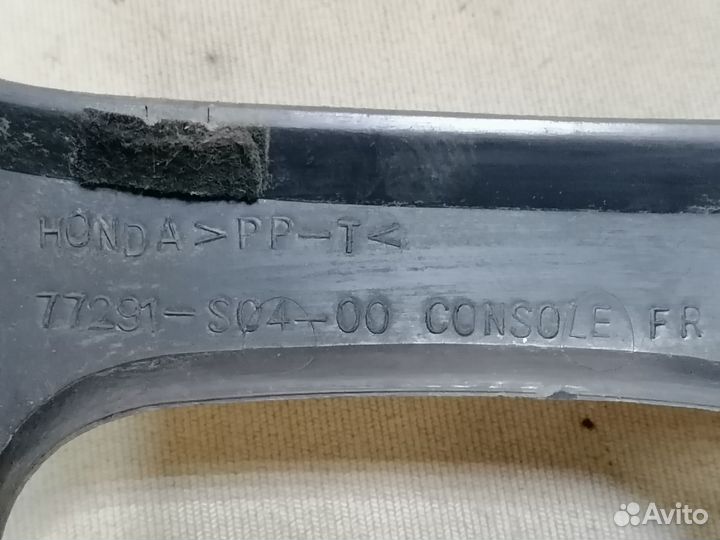 HONDA >PP-T<
77291-S04-00 CONSOLE FR
Avito